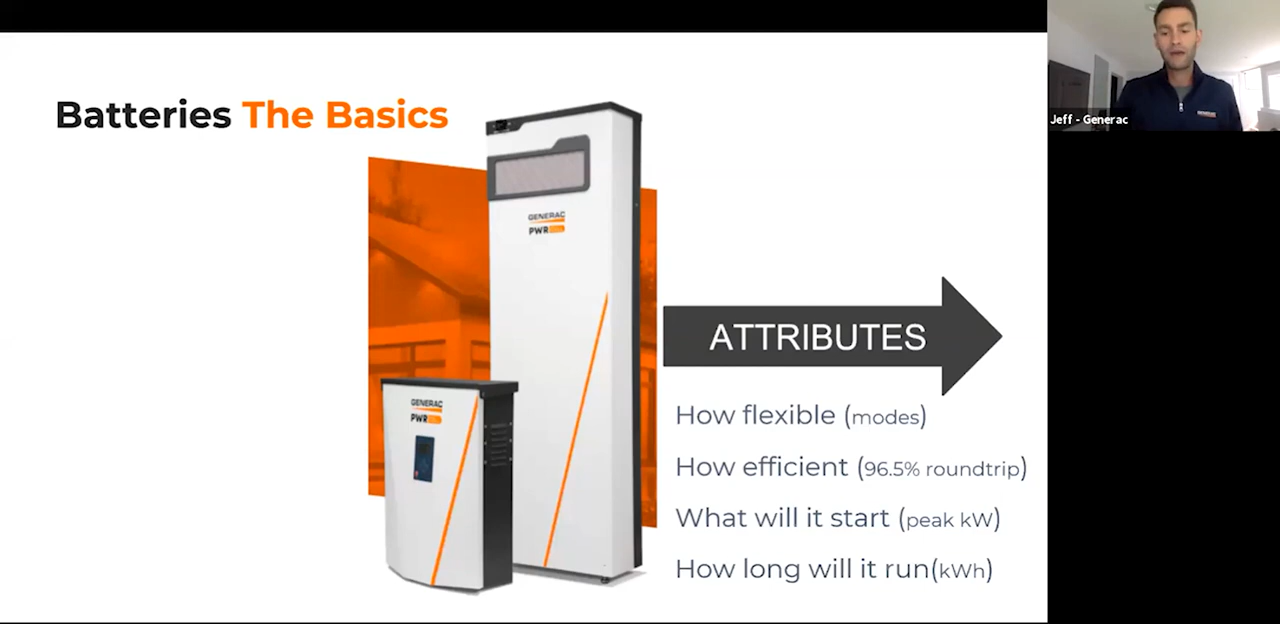 Batteries The Basics
Jeff - Generac
GENERAC
PWR
ATTRIBUTES
GENERAC
PWR
How flexible (modes)
How efficient (96.5% roundtrip)
What will it start (peak kW)
How long will it run(kWh)